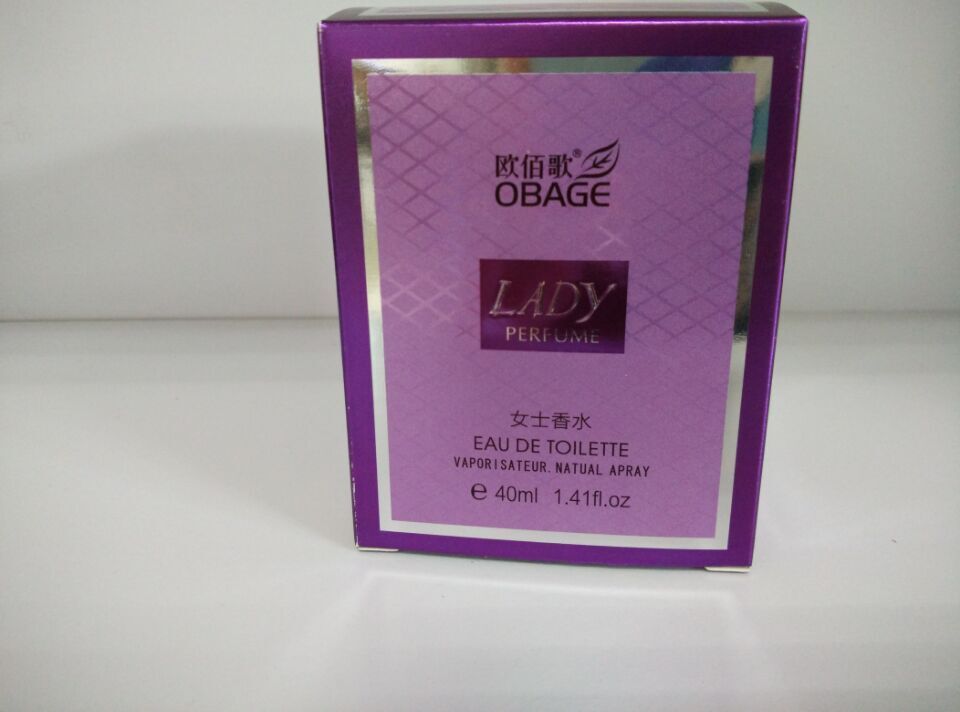 欧佰歌®
OBAGE
LADY
PERFUME
女士香水
EAU DE TOILETTE
VAPORISATEUR. NATUAL APRAY
℮ 40ml 1.41fl.oz